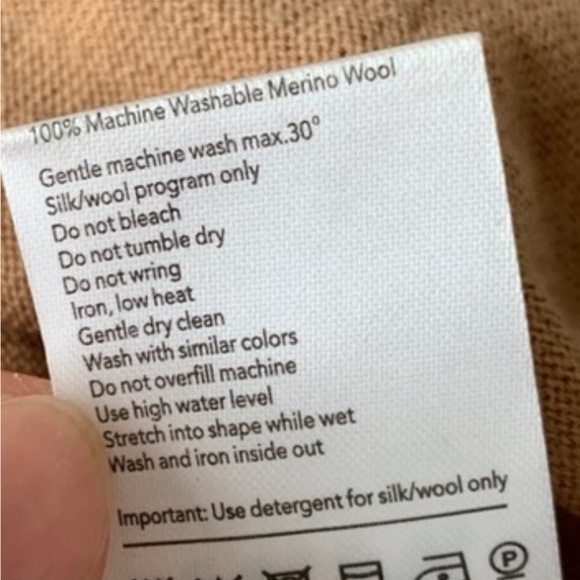 100% Machine Washable Merino Wool
Gentle machine wash max.30°
Silk/wool program only
Do not bleach
Do not tumble dry
Do not wring
Iron, low heat
Gentle dry clean
Wash with similar colors
Do not overfill machine
Use high water level
Stretch into shape while wet
Wash and iron inside out
Important: Use detergent for silk/wool only
P